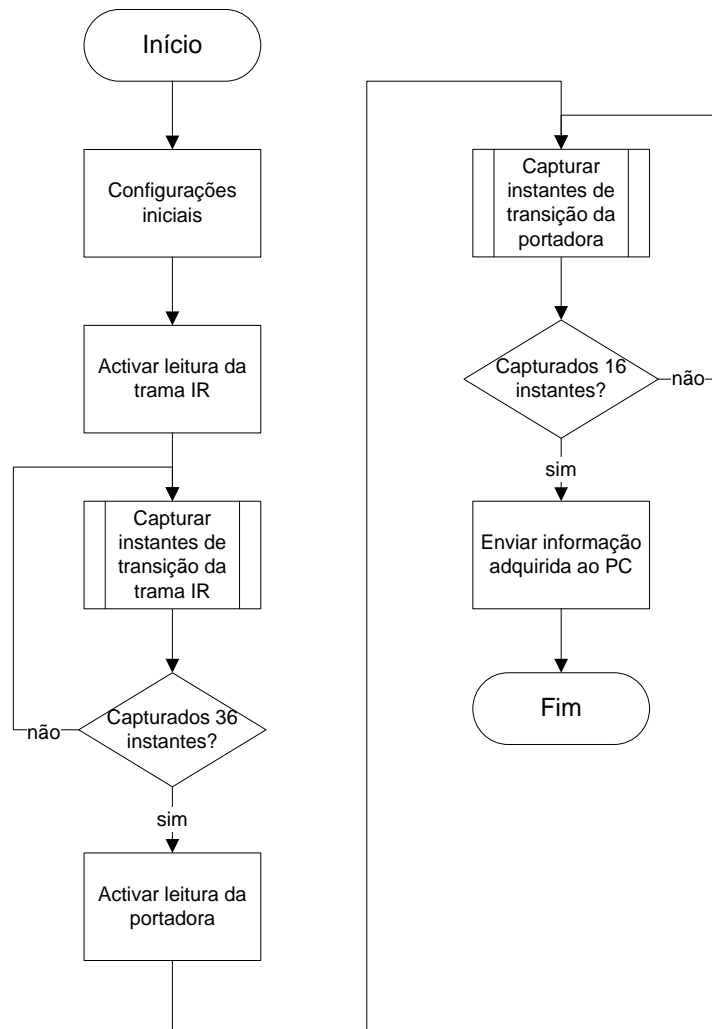 Início
Configurações
iniciais
Activar leitura da
trama IR
Capturar
instantes de
transição da
trama IR
Capturados 36
instantes?
não
sim
Activar leitura da
portadora
Capturar
instantes de
transição da
portadora
Capturados 16
instantes?
não
sim
Enviar informação
adquirida ao PC
Fim